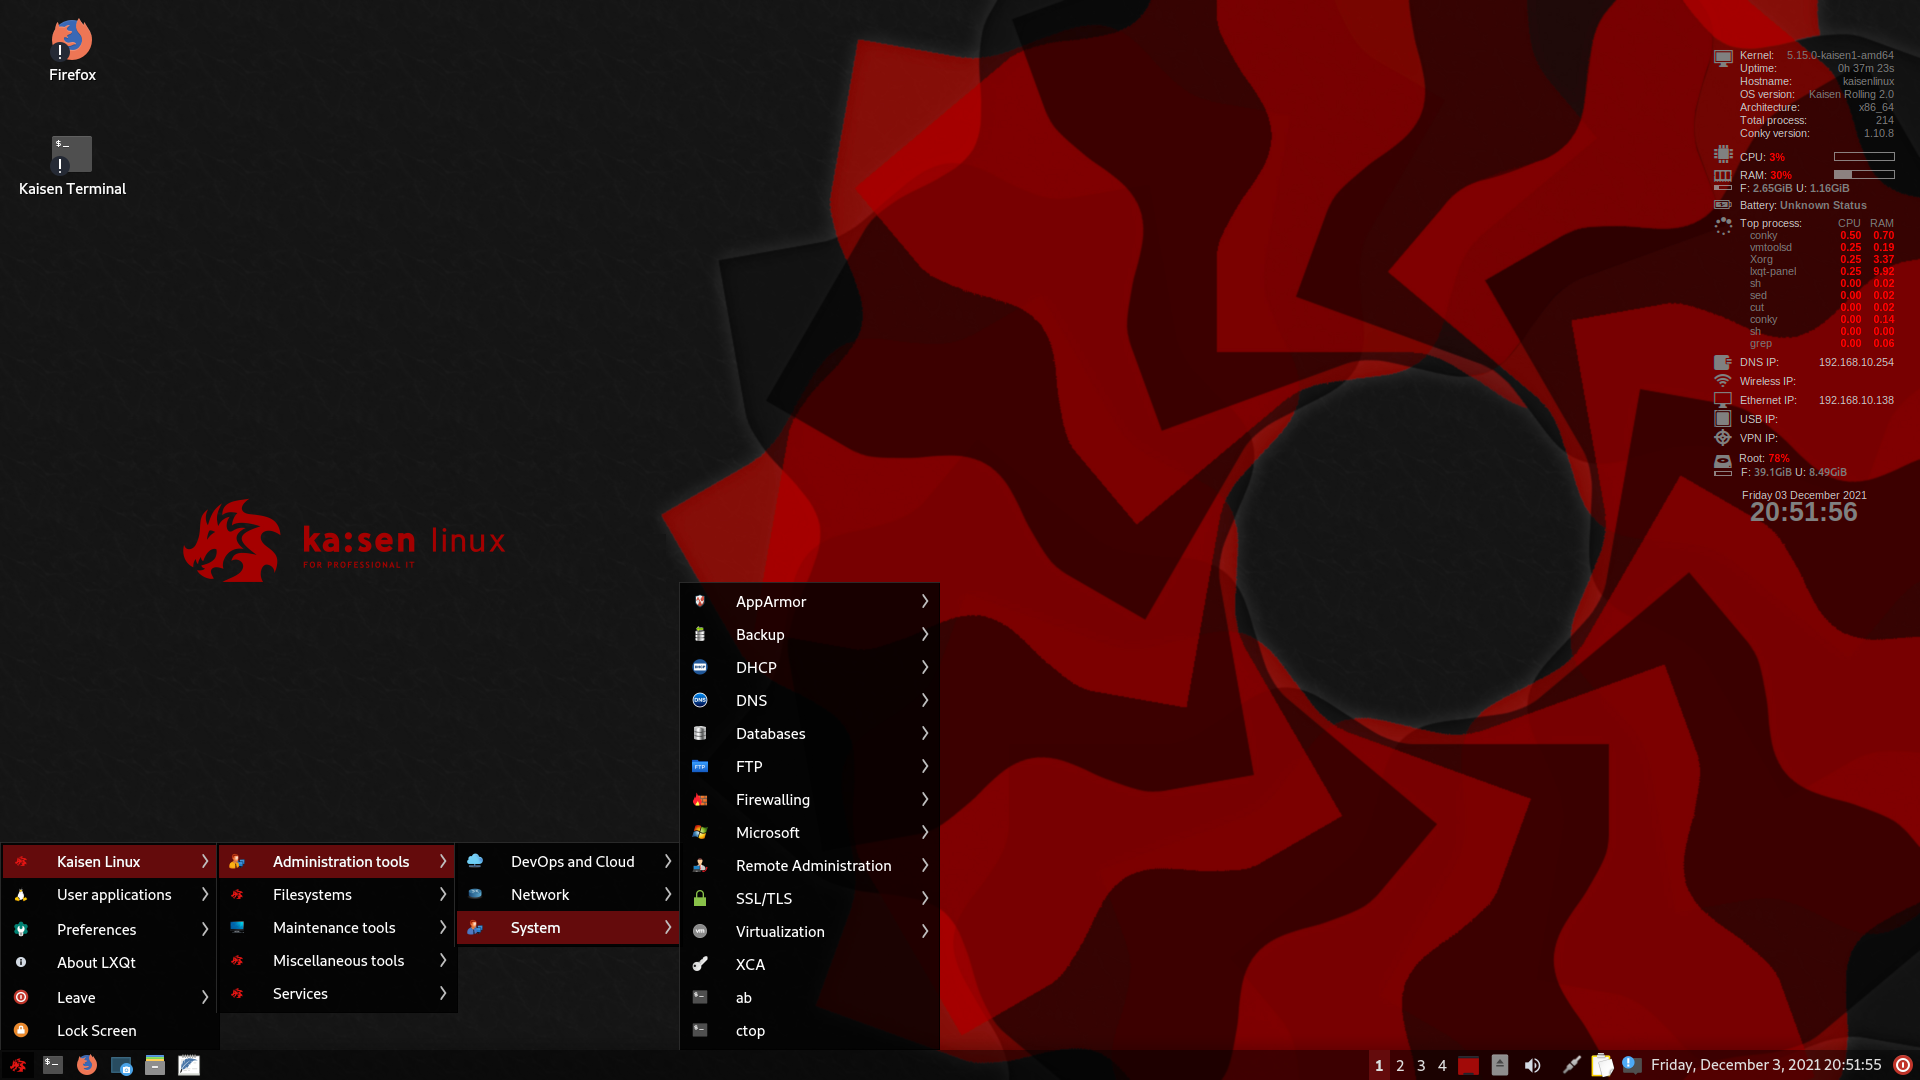 Firefox
$_
Kaisen Terminal
Kernel: 5.15.0-kaisen1-amd64
Uptime: 0h 37m 23s
Hostname: kaisenlinux
OS version: Kaisen Rolling 2.0
Architecture: x86_64
Total process: 214
Conky version: 1.10.8
CPU: 3%
RAM: 30%
F: 2.65GiB U: 1.16GiB
Battery: Unknown Status
Top process: CPU RAM
conky 0.50 0.70
vmtoolsd 0.25 0.19
Xorg 0.25 3.37
lxqt-panel 0.25 9.92
sh 0.00 0.02
sed 0.00 0.02
cut 0.00 0.02
conky 0.00 0.14
sh 0.00 0.00
grep 0.00 0.06
DNS IP: 192.168.10.254
Wireless IP:
Ethernet IP: 192.168.10.138
USB IP:
VPN IP:
Root: 78%
F: 39.1GiB U: 8.49GiB
Friday 03 December 2021
20:51:56
ka:sen linux
FOR PROFESSIONAL IT
Kaisen Linux
User applications
Preferences
About LXQt
Leave
Lock Screen
Administration tools
Filesystems
Maintenance tools
Miscellaneous tools
Services
DevOps and Cloud
Network
System
AppArmor
Backup
DHCP
DNS
Databases
FTP
Firewalling
Microsoft
Remote Administration
SSL/TLS
Virtualization
XCA
ab
ctop
1 2 3 4
Friday, December 3, 2021 20:51:55